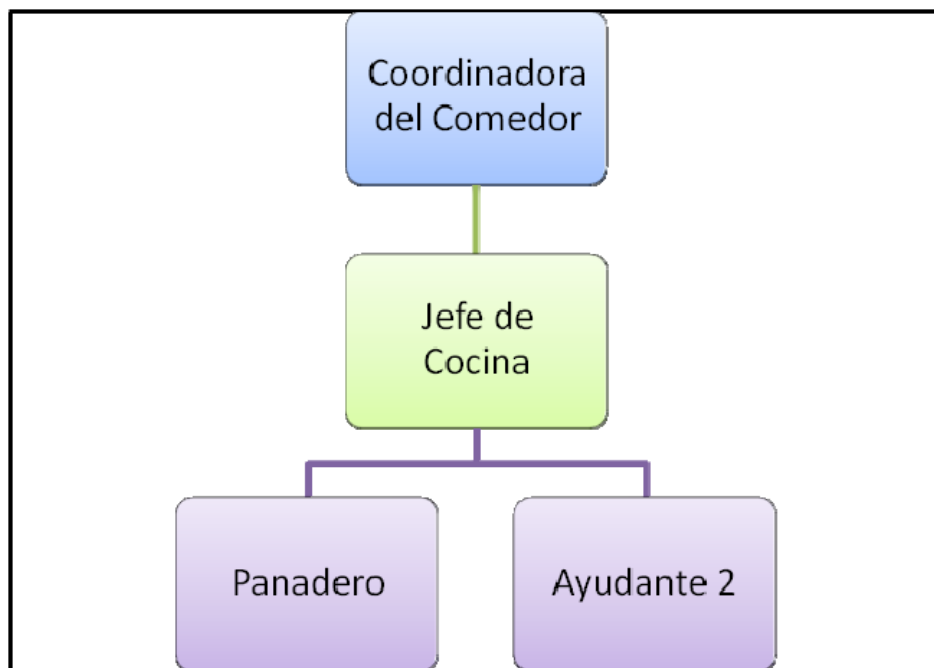 Coordinadora
del Comedor
Jefe de
Cocina
Panadero
Ayudante 2